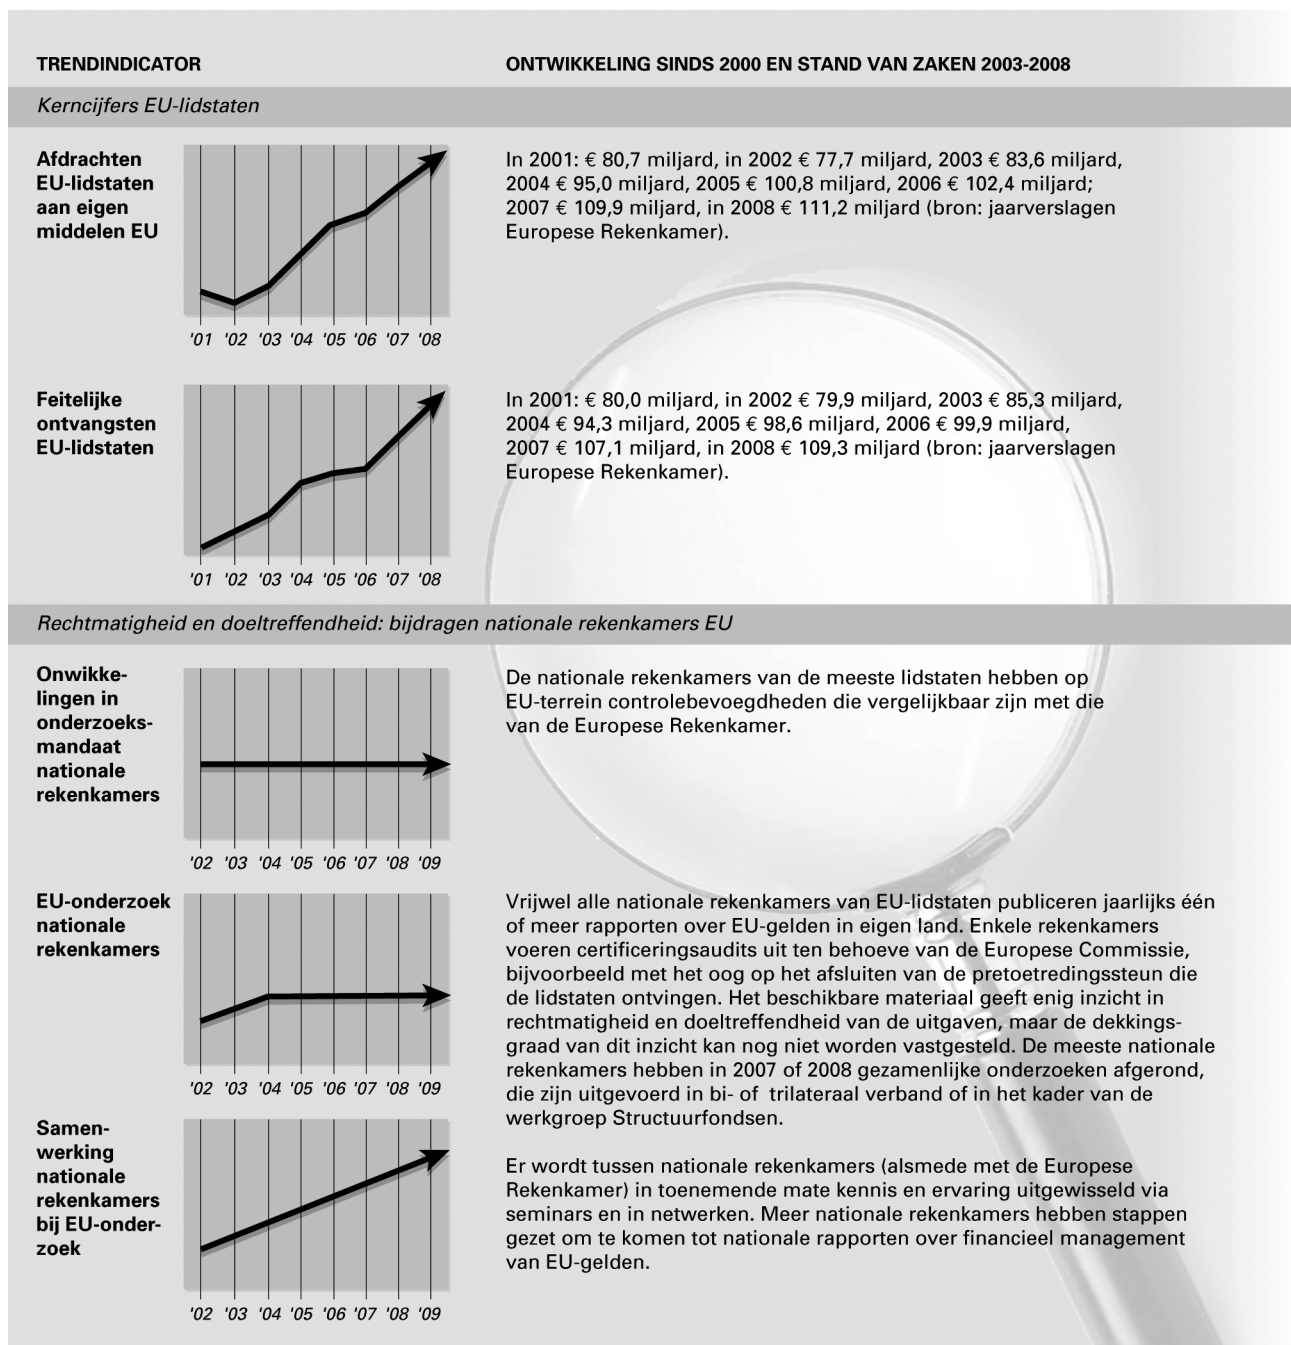 TRENDINDICATOR
ONTWIKKELING SINDS 2000 EN STAND VAN ZAKEN 2003-2008
Kerncijfers EU-lidstaten
Afdrachten
EU-lidstaten
aan eigen
middelen EU
'01 '02 '03 '04 '05 '06 '07 '08
In 2001: € 80,7 miljard, in 2002 € 77,7 miljard, 2003 € 83,6 miljard,
2004 € 95,0 miljard, 2005 € 100,8 miljard, 2006 € 102,4 miljard;
2007 € 109,9 miljard, in 2008 € 111,2 miljard (bron: jaarverslagen
Europese Rekenkamer).
Feitelijke
ontvangsten
EU-lidstaten
'01 '02 '03 '04 '05 '06 '07 '08
In 2001: € 80,0 miljard, in 2002 € 79,9 miljard, 2003 € 85,3 miljard,
2004 € 94,3 miljard, 2005 € 98,6 miljard, 2006 € 99,9 miljard,
2007 € 107,1 miljard, in 2008 € 109,3 miljard (bron: jaarverslagen
Europese Rekenkamer).
Rechtmatigheid en doeltreffendheid: bijdragen nationale rekenkamers EU
Onwikke-
lingen in
onderzoeks-
mandaat
nationale
rekenkamers
'02 '03 '04 '05 '06 '07 '08 '09
De nationale rekenkamers van de meeste lidstaten hebben op
EU-terrein controlebevoegdheden die vergelijkbaar zijn met die
van de Europese Rekenkamer.
EU-onderzoek
nationale
rekenkamers
'02 '03 '04 '05 '06 '07 '08 '09
Vrijwel alle nationale rekenkamers van EU-lidstaten publiceren jaarlijks één
of meer rapporten over EU-gelden in eigen land. Enkele rekenkamers
voeren certificeringsaudits uit ten behoeve van de Europese Commissie,
bijvoorbeeld met het oog op het afsluiten van de pretoetredingssteun die
de lidstaten ontvingen. Het beschikbare materiaal geeft enig inzicht in
rechtmatigheid en doeltreffendheid van de uitgaven, maar de dekkings-
graad van dit inzicht kan nog niet worden vastgesteld. De meeste nationale
rekenkamers hebben in 2007 of 2008 gezamenlijke onderzoeken afgerond,
die zijn uitgevoerd in bi- of trilateraal verband of in het kader van de
werkgroep Structuurfondsen.
Samen-
werking
nationale
rekenkamers
bij EU-onder-
zoek
'02 '03 '04 '05 '06 '07 '08 '09
Er wordt tussen nationale rekenkamers (alsmede met de Europese
Rekenkamer) in toenemende mate kennis en ervaring uitgewisseld via
seminars en in netwerken. Meer nationale rekenkamers hebben stappen
gezet om te komen tot nationale rapporten over financieel management
van EU-gelden.